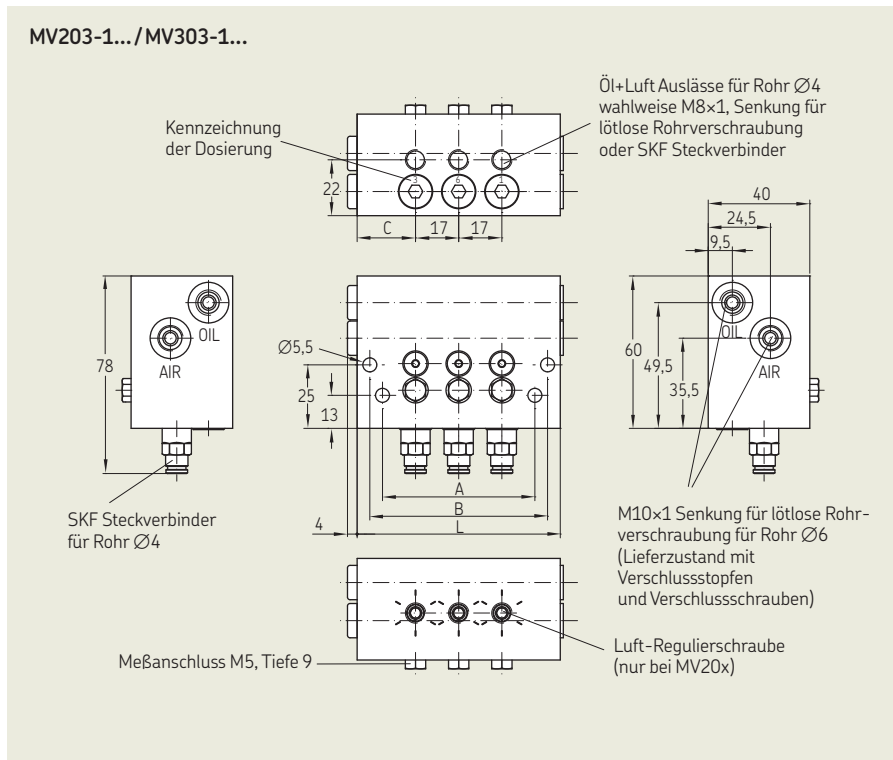 MV203-1... / MV303-1...
Öl+Luft Auslässe für Rohr ∅4
wahlweise M8×1, Senkung für
lötlose Rohrverschraubung
oder SKF Steckverbinder
Kennzeichnung
der Dosierung
3 6 1
22
C 17 17
40
24,5
9,5
OIL
AIR
78
∅5,5
25
13
OIL
AIR
60
49,5
35,5
A
B
4 L
SKF Steckverbinder
für Rohr ∅4
M10×1 Senkung für lötlose Rohr-
verschraubung für Rohr ∅6
(Lieferzustand mit
Verschlussstopfen
und Verschlussschrauben)
Meßanschluss M5, Tiefe 9
Luft-Regulierschraube
(nur bei MV20x)